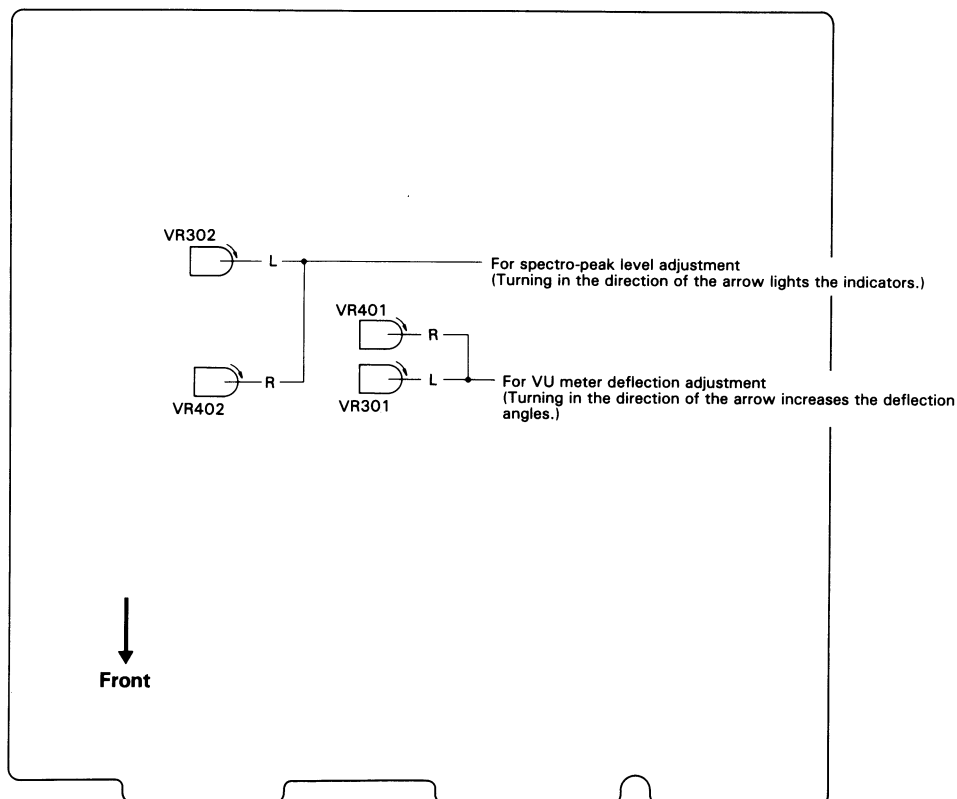 VR302
L
For spectro-peak level adjustment
(Turning in the direction of the arrow lights the indicators.)
VR401
R
R
VR402
L
VR301
For VU meter deflection adjustment
(Turning in the direction of the arrow increases the deflection
angles.)
Front